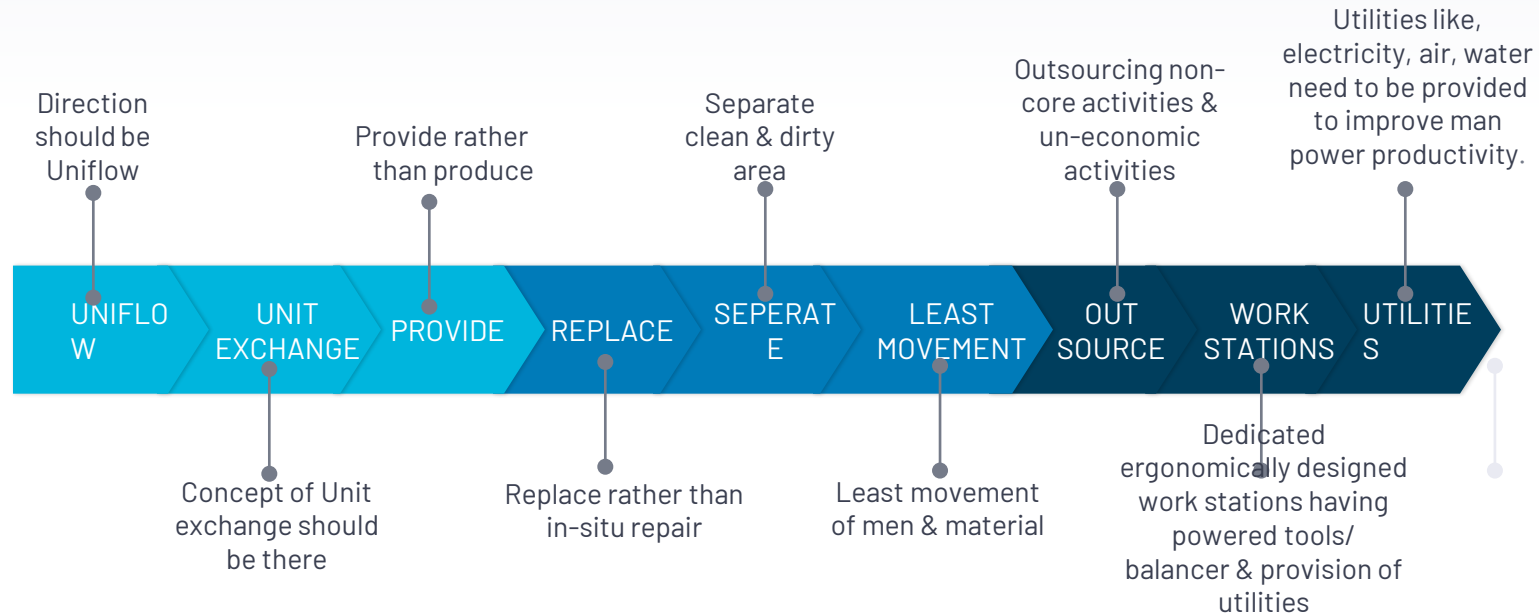 Direction
should be
Uniflow
Provide rather
than produce
Separate
clean & dirty
area
Outsourcing non-
core activities &
un-economic
activities
Utilities like,
electricity, air, water
need to be provided
to improve man
power productivity.
UNIFLO
W
UNIT
EXCHANGE
PROVIDE
REPLACE
SEPERAT
E
LEAST
MOVEMENT
OUT
SOURCE
WORK
STATIONS
UTILITIE
S
Concept of Unit
exchange should
be there
Replace rather than
in-situ repair
Least movement
of men & material
Dedicated
ergonomically designed
work stations having
powered tools/
balancer & provision of
utilities